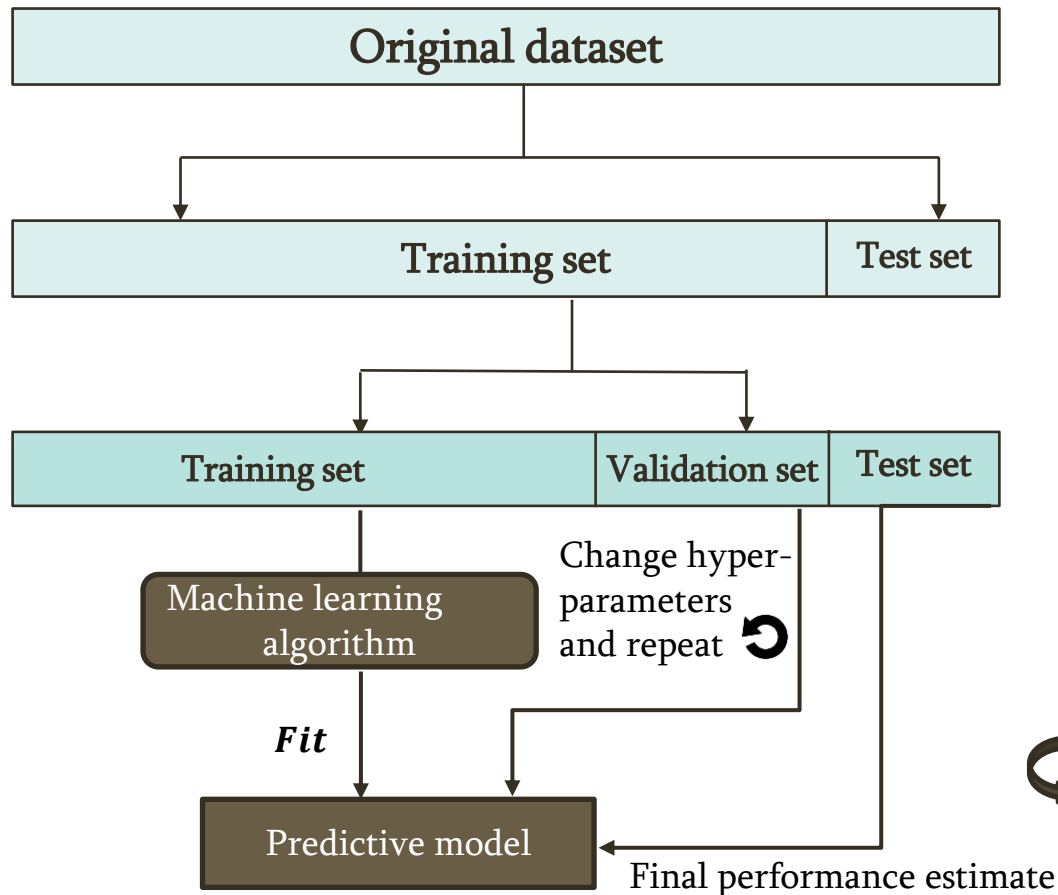 Original dataset
Training set
Test set
Training set
Validation set
Test set
Change hyper-
parameters
and repeat
Machine learning
algorithm
Fit
Predictive model
Final performance estimate